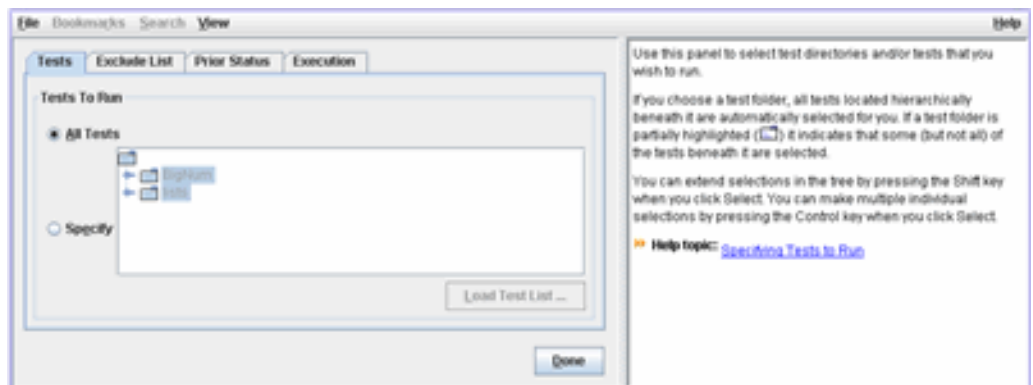 File Bookmarks Search View Help
Tests Exclude List Prior Status Execution
Tests To Run
All Tests
BigNum
lists
Specify
Load Test List ...
Done
Use this panel to select test directories and/or tests that you
wish to run.
If you choose a test folder, all tests located hierarchically
beneath it are automatically selected for you. If a test folder is
partially highlighted ( ) it indicates that some (but not all) of
the tests beneath it are selected.
You can extend selections in the tree by pressing the Shift key
when you click Select. You can make multiple individual
selections by pressing the Control key when you click Select.
Help topic: Specifying Tests to Run